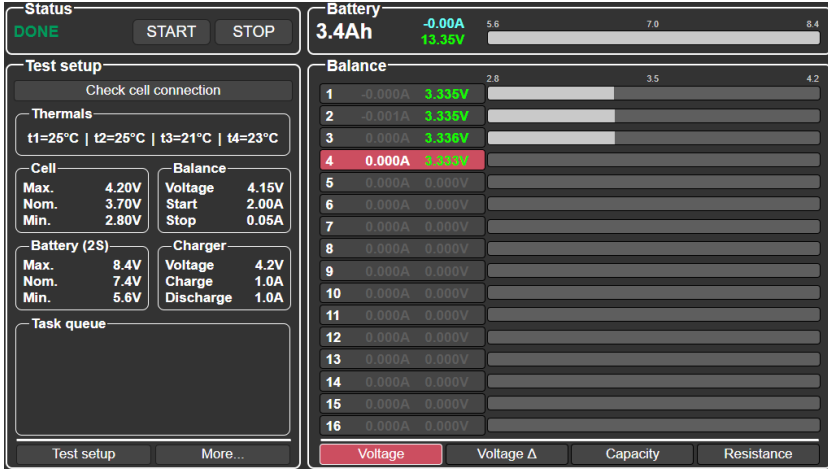 Status
DONE START STOP
Battery
3.4Ah -0.00A 13.35V
5.6 7.0 8.4
Test setup
Check cell connection
Thermals
t1=25°C | t2=25°C | t3=21°C | t4=23°C
Cell
Max. 4.20V
Nom. 3.70V
Min. 2.80V
Balance
Voltage 4.15V
Start 2.00A
Stop 0.05A
Battery (2S)
Max. 8.4V
Nom. 7.4V
Min. 5.6V
Charger
Voltage 4.2V
Charge 1.0A
Discharge 1.0A
Task queue
Test setup More...
Balance
2.8 3.5 4.2
1 -0.000A 3.335V
2 -0.001A 3.335V
3 0.000A 3.336V
4 0.000A 3.333V
5 0.000A 0.000V
6 0.000A 0.000V
7 0.000A 0.000V
8 0.000A 0.000V
9 0.000A 0.000V
10 0.000A 0.000V
11 0.000A 0.000V
12 0.000A 0.000V
13 0.000A 0.000V
14 0.000A 0.000V
15 0.000A 0.000V
16 0.000A 0.000V
Voltage Voltage Δ Capacity Resistance